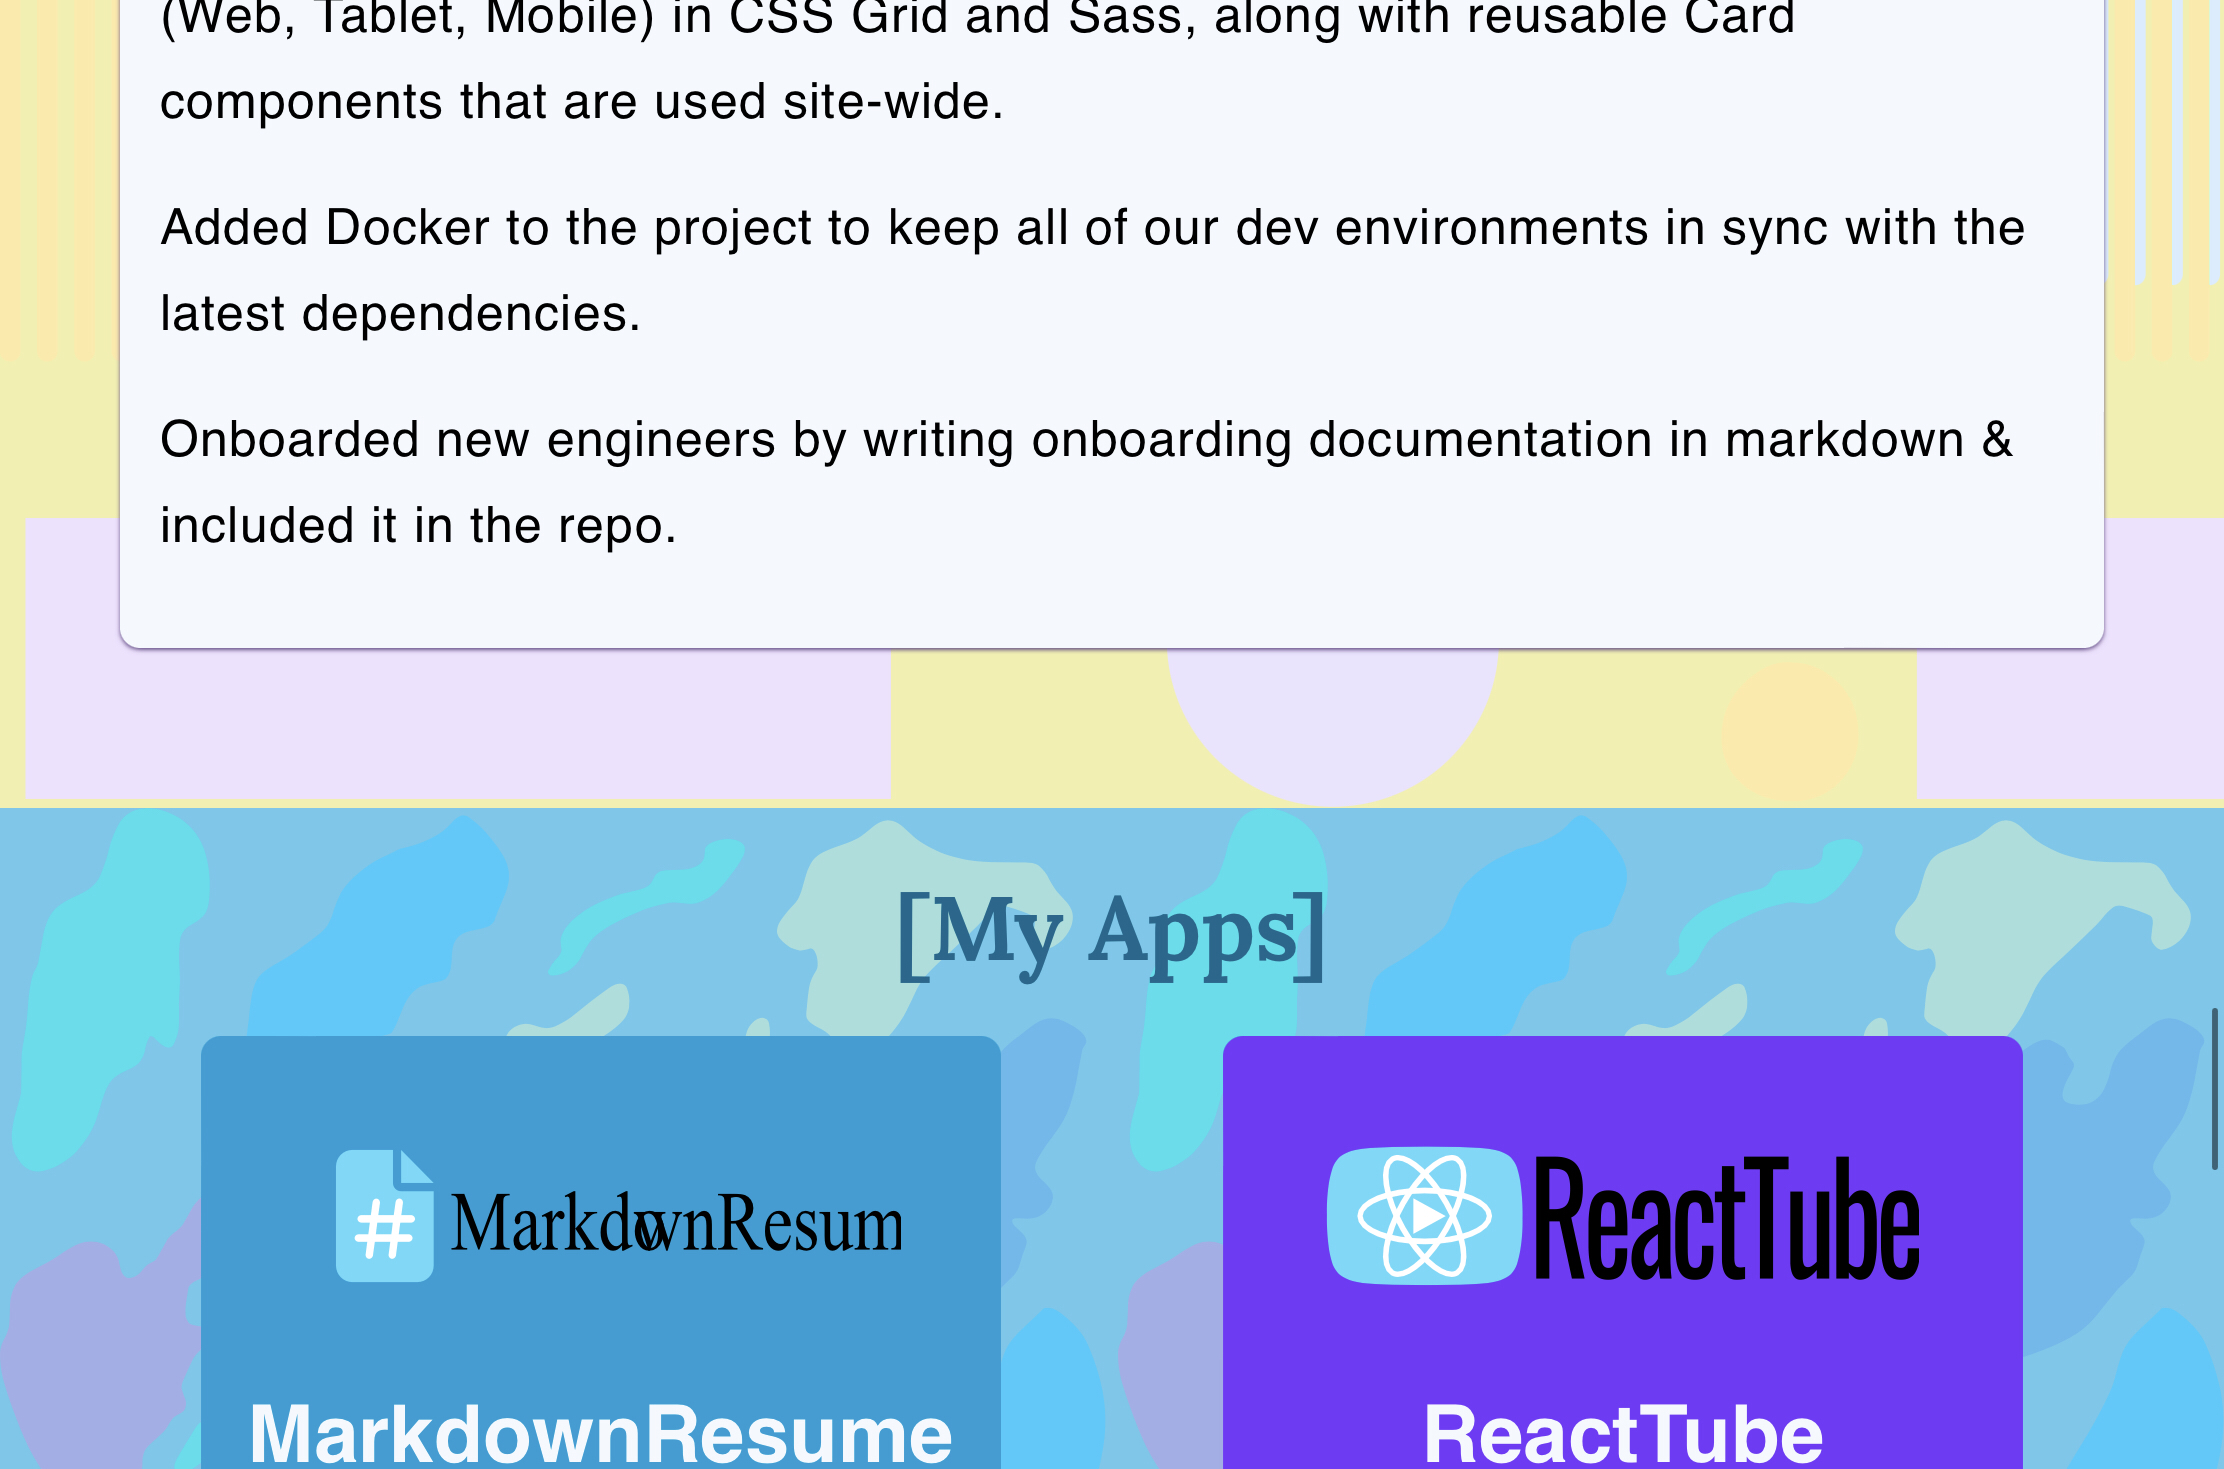 (Web, Tablet, Mobile) in CSS Grid and Sass, along with reusable Card
components that are used site-wide.
Added Docker to the project to keep all of our dev environments in sync with the
latest dependencies.
Onboarded new engineers by writing onboarding documentation in markdown &
included it in the repo.
[My Apps]
# MarkdownResum
ReactTube
MarkdownResume
ReactTube